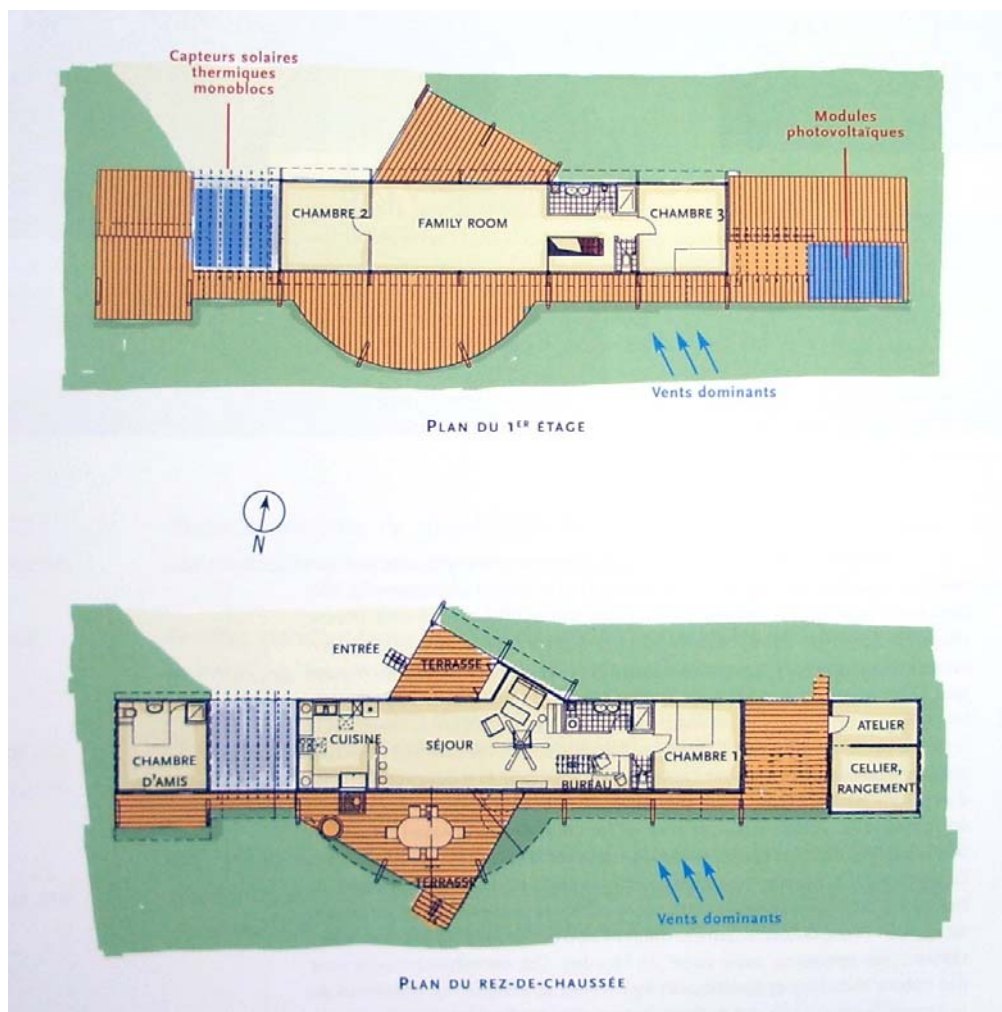 Capteurs solaires
thermiques
monoblocs
Modules
photovoltaïques
CHAMBRE 2
FAMILY ROOM
CHAMBRE 3
Vents dominants
PLAN DU 1ER ÉTAGE
N
ENTRÉE
TERRASSE
CUISINE
SÉJOUR
CHAMBRE
D'AMIS
BUREAU
CHAMBRE 1
ATELIER
CELLIER,
RANGEMENT
TERRASSE
Vents dominants
PLAN DU REZ-DE-CHAUSSÉE